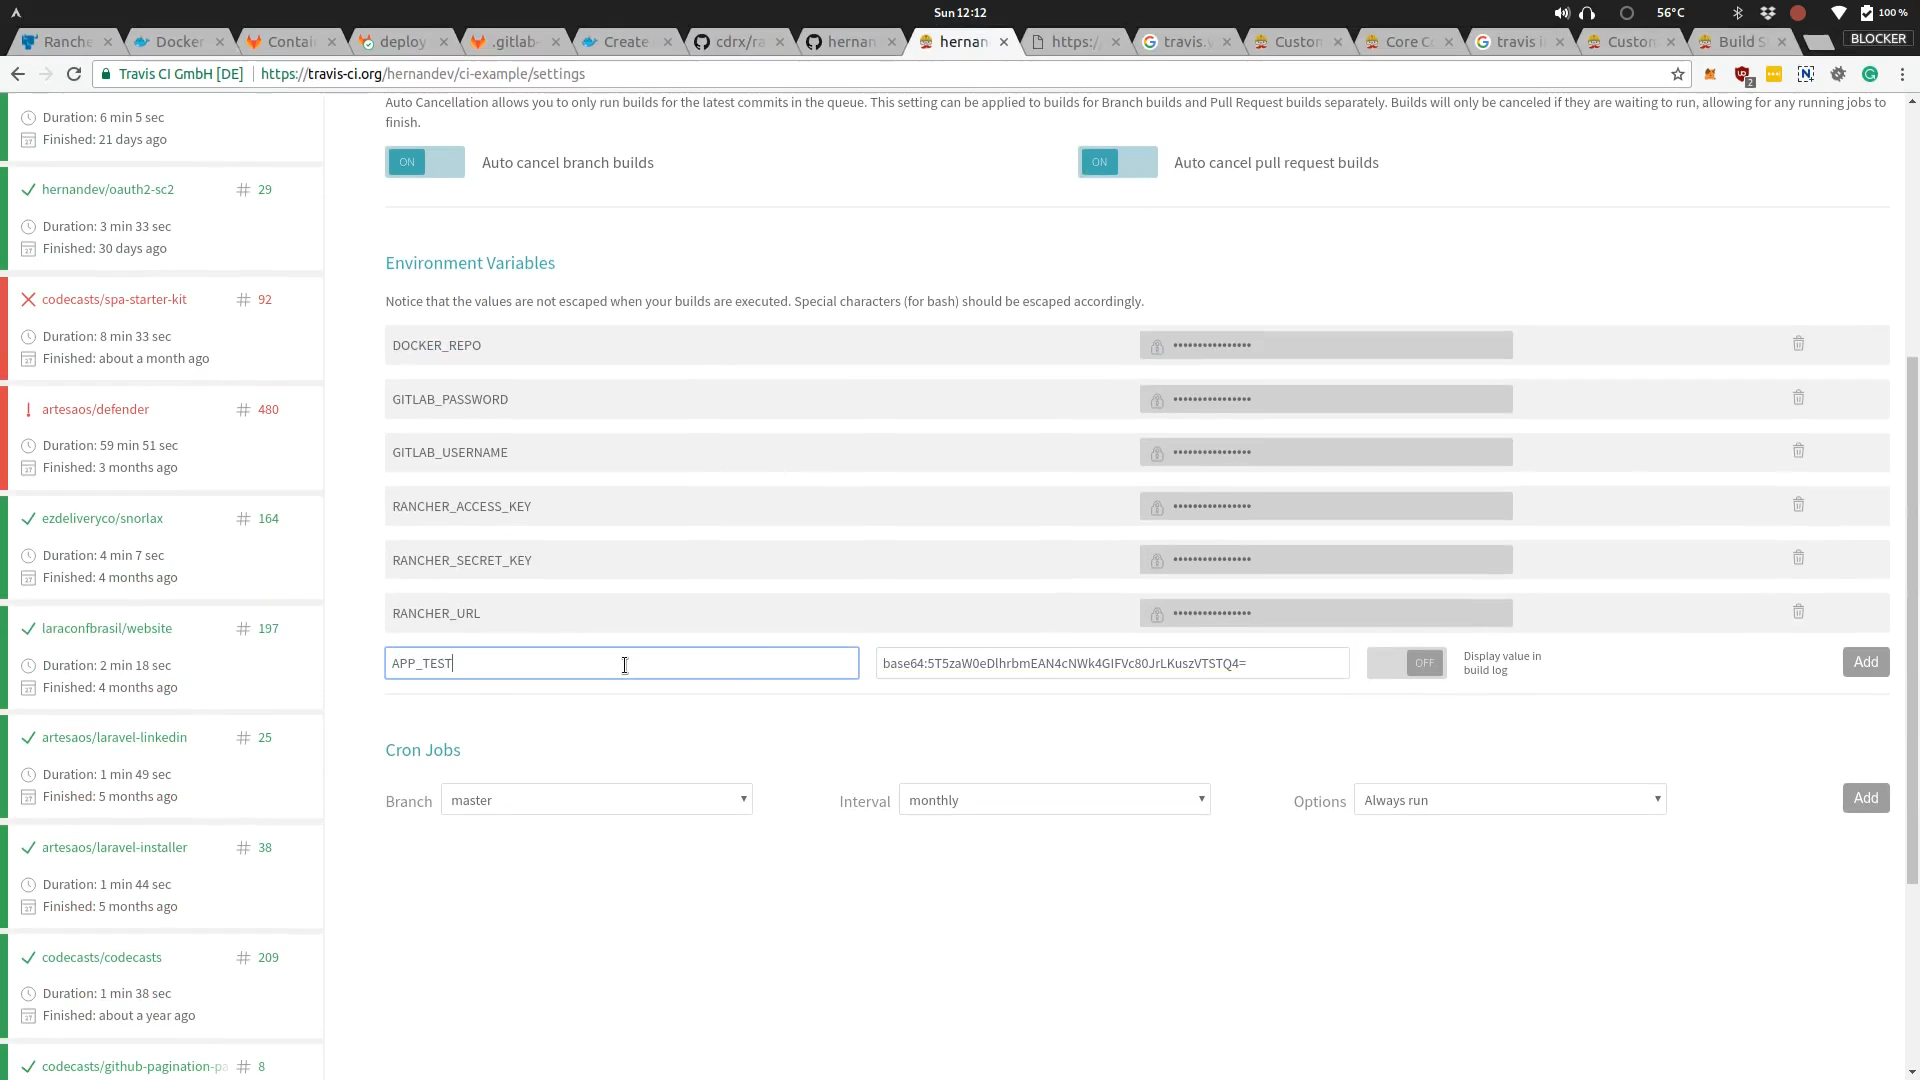 Sun 12:12
56°C
100 %
Ranche
Docker
Contai
deploy
.gitlab-
Create
cdrx/ra
hernan
hernan
https:/
travis.y
Custon
Core C
travis i
Custon
Build S
BLOCKER
Travis CI GmbH [DE]
https://travis-ci.org/hernandev/ci-example/settings
2
Duration: 6 min 5 sec
Finished: 21 days ago
hernandev/oauth2-sc2 # 29
Duration: 3 min 33 sec
Finished: 30 days ago
codecasts/spa-starter-kit # 92
Duration: 8 min 33 sec
Finished: about a month ago
artesaos/defender # 480
Duration: 59 min 51 sec
Finished: 3 months ago
ezdeliveryco/snorlax # 164
Duration: 4 min 7 sec
Finished: 4 months ago
laraconfbrasil/website # 197
Duration: 2 min 18 sec
Finished: 4 months ago
artesaos/laravel-linkedin # 25
Duration: 1 min 49 sec
Finished: 5 months ago
artesaos/laravel-installer # 38
Duration: 1 min 44 sec
Finished: 5 months ago
codecasts/codecasts # 209
Duration: 1 min 38 sec
Finished: about a year ago
codecasts/github-pagination-pa # 8
Auto Cancellation allows you to only run builds for the latest commits in the queue. This setting can be applied to builds for Branch builds and Pull Request builds separately. Builds will only be canceled if they are waiting to run, allowing for any running jobs to
finish.
ON Auto cancel branch builds
ON Auto cancel pull request builds
Environment Variables
Notice that the values are not escaped when your builds are executed. Special characters (for bash) should be escaped accordingly.
DOCKER_REPO ••••••••••••••••
GITLAB_PASSWORD ••••••••••••••••
GITLAB_USERNAME ••••••••••••••••
RANCHER_ACCESS_KEY ••••••••••••••••
RANCHER_SECRET_KEY ••••••••••••••••
RANCHER_URL ••••••••••••••••
APP_TEST
base64:5T5zaW0eDlhrbmEAN4cNWk4GIFVc80JrLKuszVTSTQ4=
OFF
Display value in
build log
Add
Cron Jobs
Branch master
Interval monthly
Options Always run
Add